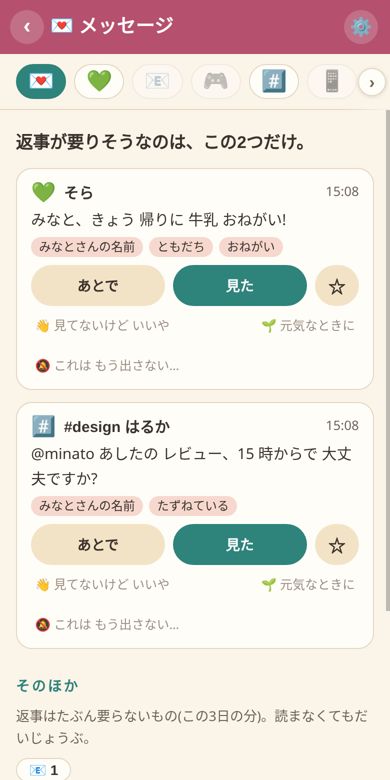 メッセージ
返事が要りそうなのは、この2つだけ。
そら 15:08
みなと、きょう 帰りに 牛乳 おねがい!
みなとさんの名前 ともだち おねがい
あとで 見た ☆
👋 見てないけど いいや 🌱 元気なときに
🔕 これは もう出さない…
#design はるか 15:08
@minato あしたの レビュー、15 時からで 大丈
夫ですか?
みなとさんの名前 たずねている
あとで 見た ☆
👋 見てないけど いいや 🌱 元気なときに
🔕 これは もう出さない…
そのほか
返事はたぶん要らないもの(この3日の分)。読まなくてもだ
いじょうぶ。
📧 1